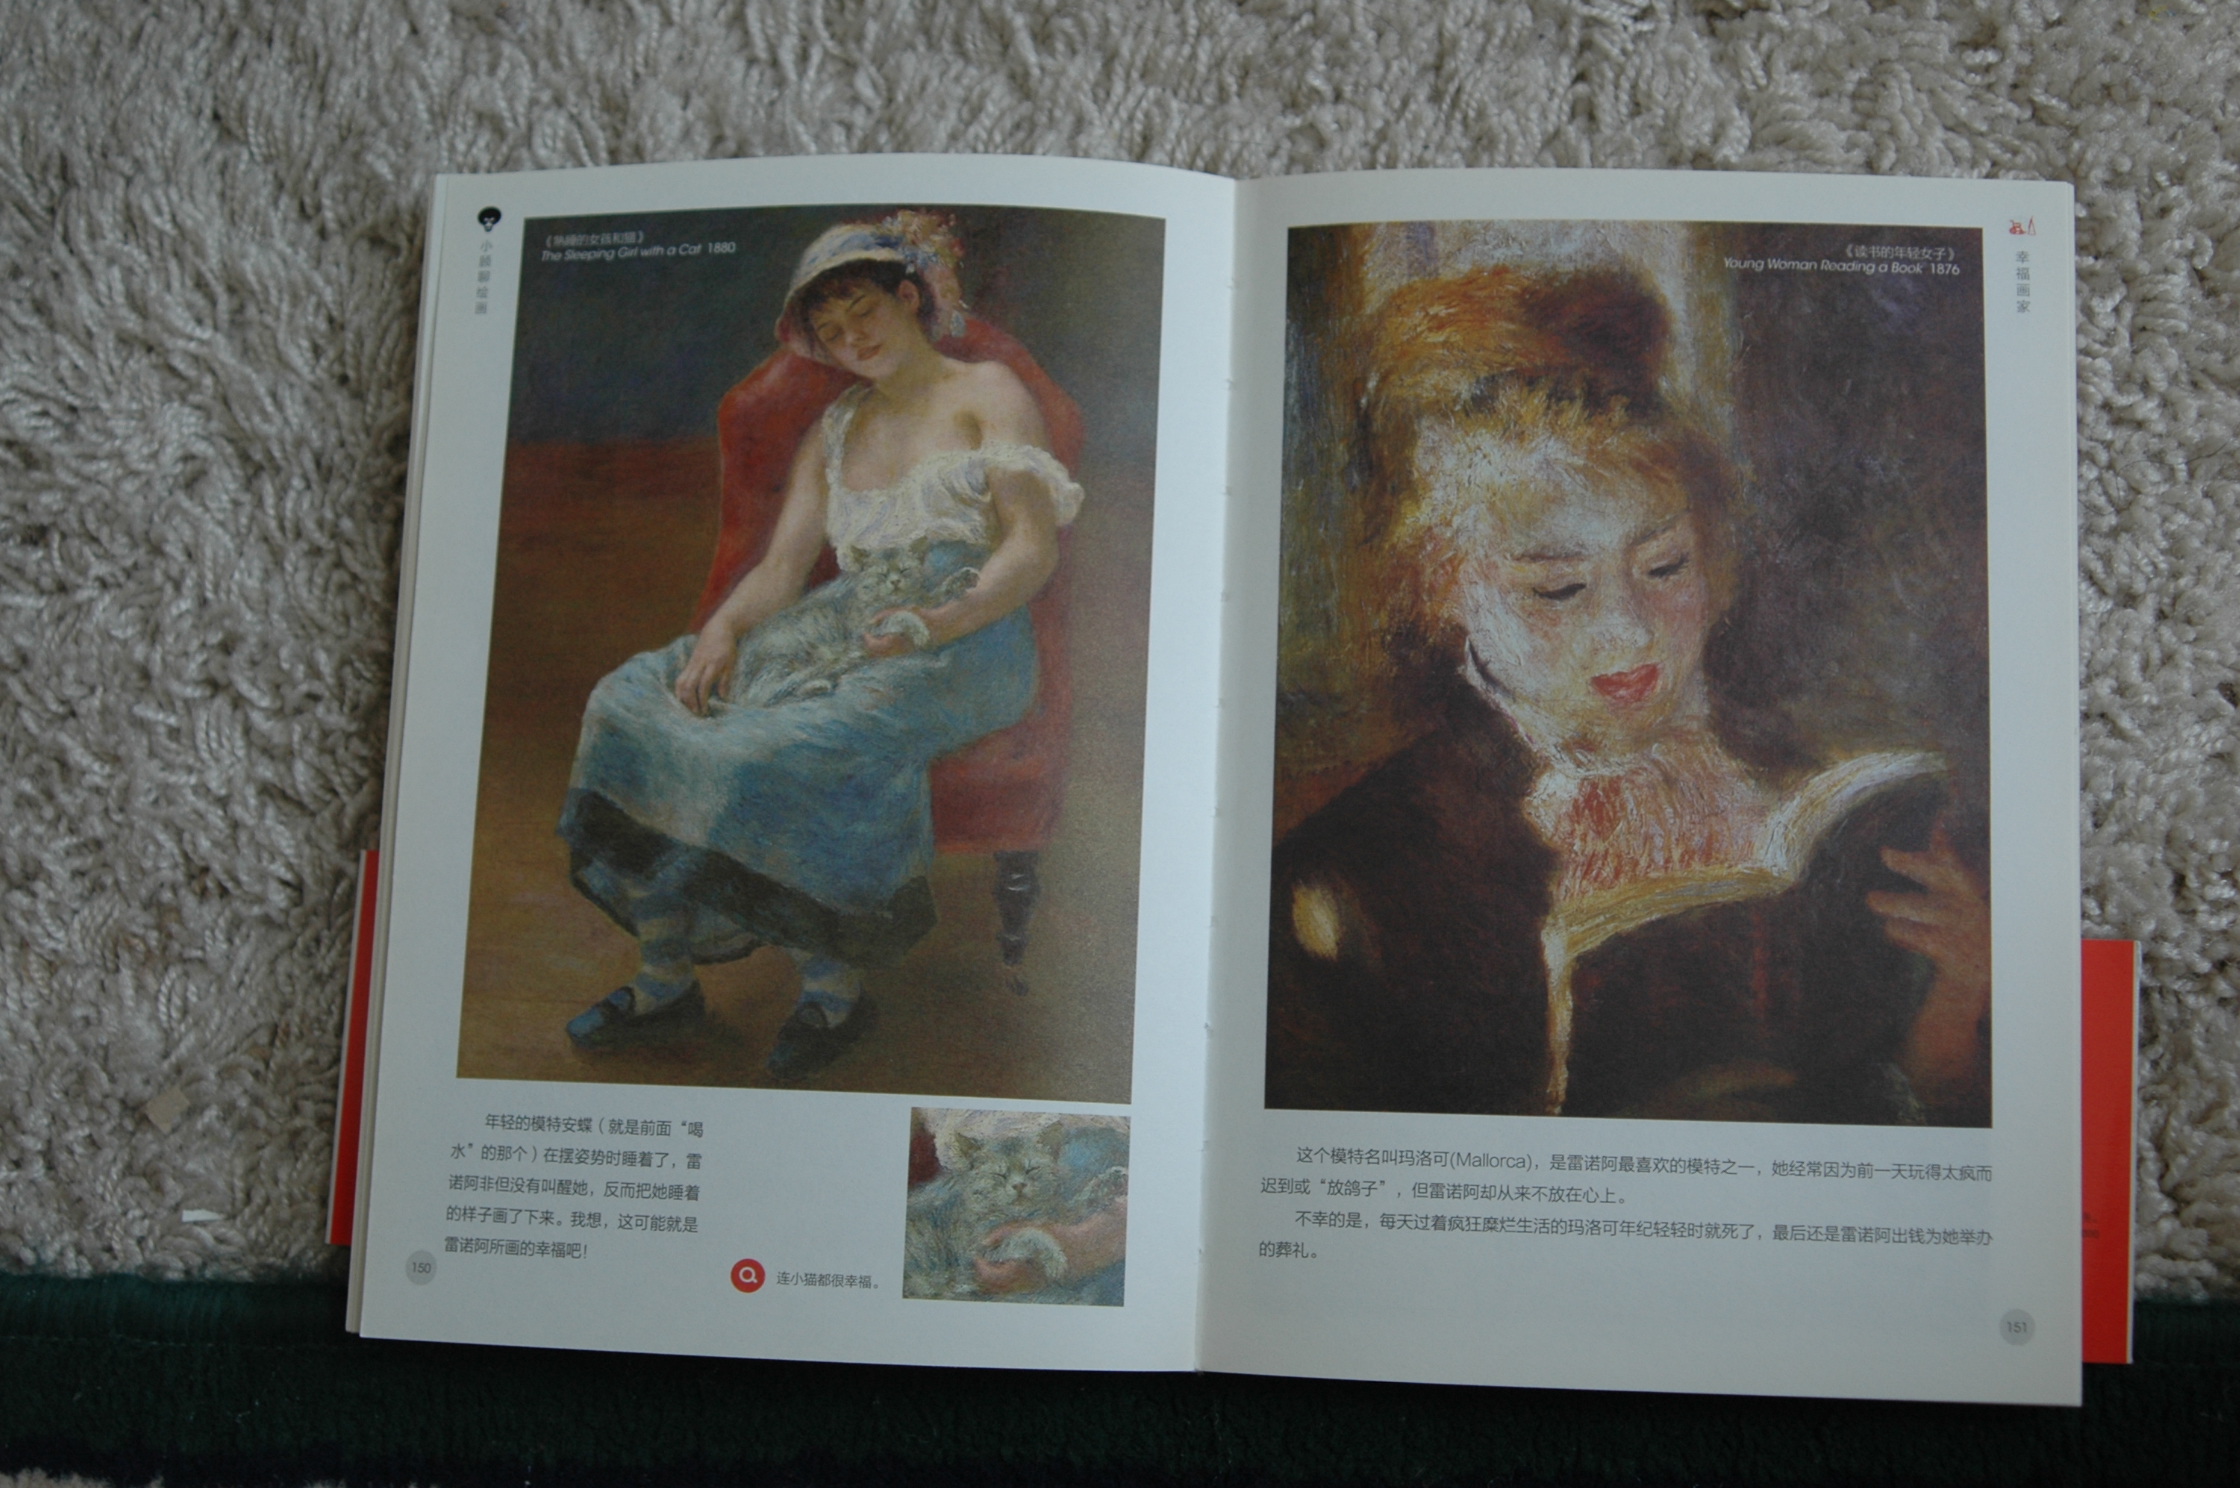 小顾聊绘画
《熟睡的女孩和猫》
The Sleeping Girl with a Cat 1880
年轻的模特安蝶（就是前面“喝
水”的那个）在摆姿势时睡着了，雷
诺阿非但没有叫醒她，反而把她睡着
的样子画了下来。我想，这可能就是
雷诺阿所画的幸福吧！
连小猫都很幸福。
150
幸福画家
《读书的年轻女子》
Young Woman Reading a Book 1876
这个模特名叫玛洛可(Mallorca)，是雷诺阿最喜欢的模特之一，她经常因为前一天玩得太疯而
迟到或“放鸽子”，但雷诺阿却从来不放在心上。
不幸的是，每天过着疯狂糜烂生活的玛洛可年纪轻轻时就死了，最后还是雷诺阿出钱为她举办
的葬礼。
151